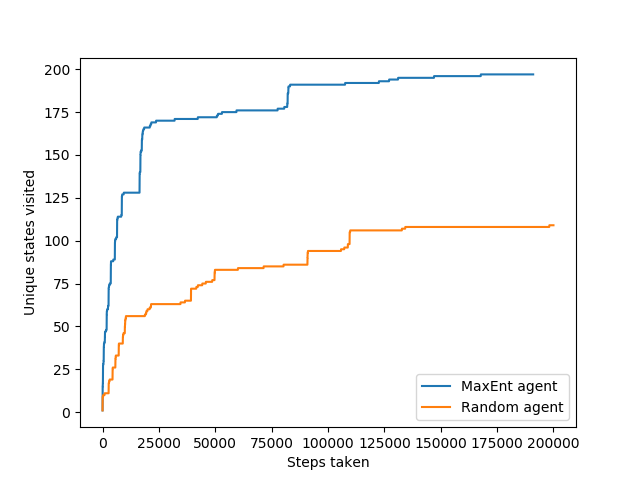 200
175
150
125
100
75
50
25
0
Unique states visited
MaxEnt agent
Random agent
0 25000 50000 75000 100000 125000 150000 175000 200000
Steps taken